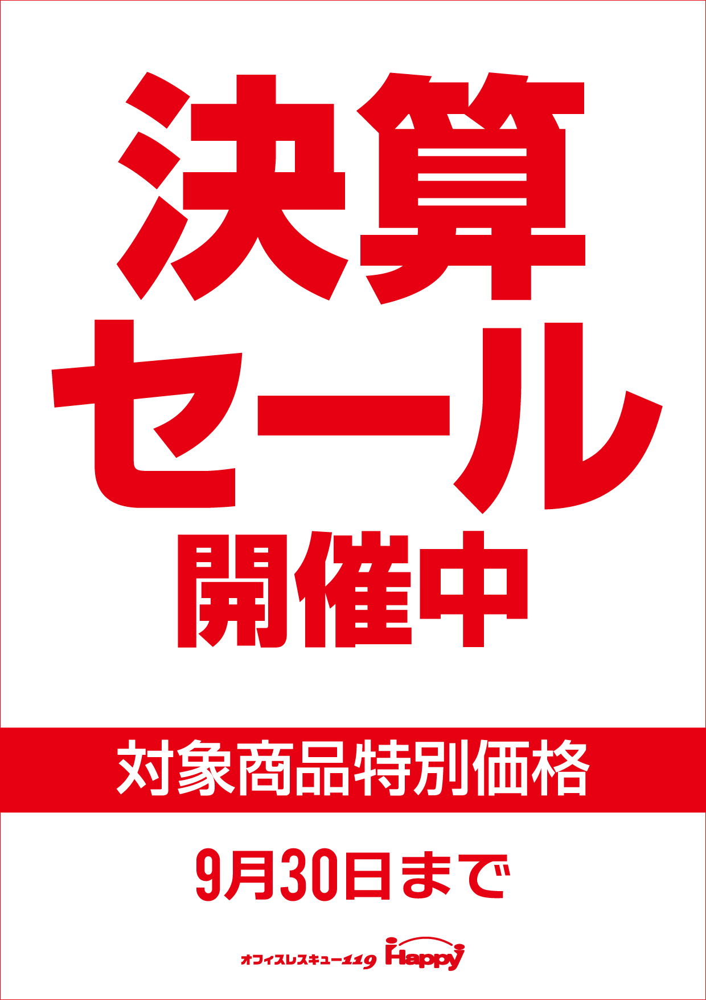 決算
セール
開催中
対象商品特別価格
9月30日まで
オフィスレスキュー119 Happy